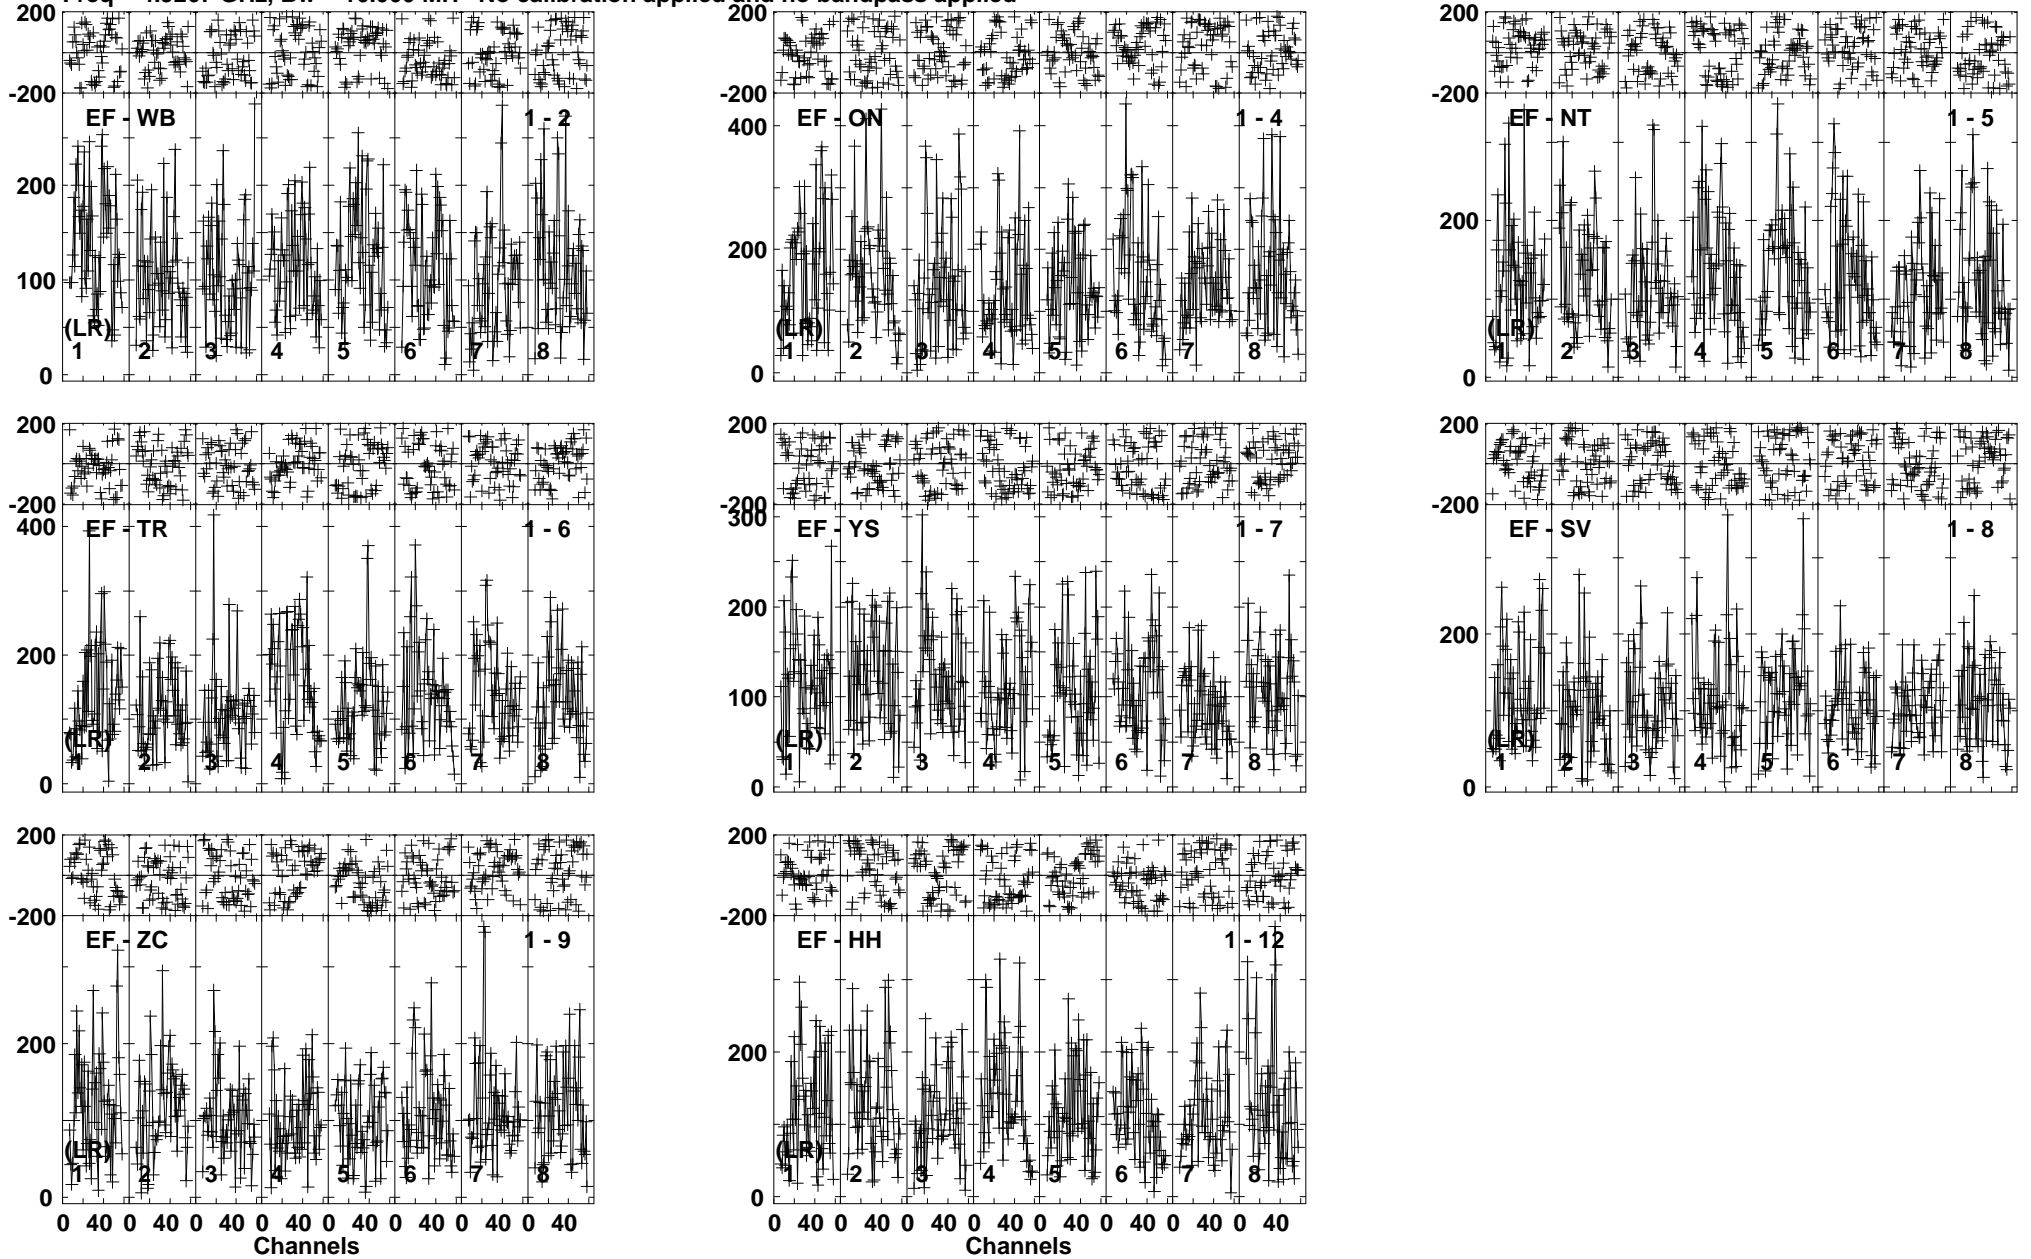 No calibration applied and no bandpass applied
200 200 200
-200 -200 -200
EF - WB 1 - 2 EF - ON 1 - 4 EF - NT 1 - 5
400
200 200 200
100
(LR) (LR) (LR)
1 2 3 4 5 6 7 8 1 2 3 4 5 6 7 8 1 2 3 4 5 6 7 8
0 0 0
200 200 200
-200 -200 -200
400 300
EF - TR 1 - 6 EF - YS 1 - 7 EF - SV 1 - 8
200 200 200
100
(LR) (LR) (LR)
1 2 3 4 5 6 7 8 1 2 3 4 5 6 7 8 1 2 3 4 5 6 7 8
0 0 0
200 200
-200 -200
EF - ZC 1 - 9 EF - HH 1 - 12
200 200
(LR) (LR)
1 2 3 4 5 6 7 8 1 2 3 4 5 6 7 8
0 0
0 40 0 40 0 40 0 40 0 40 0 40 0 40 0 40 0 40 0 40 0 40 0 40 0 40 0 40 0 40 0 40
Channels Channels